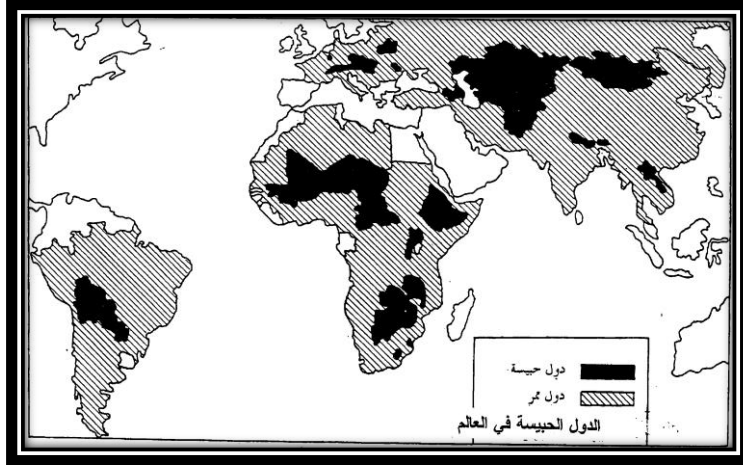 دول حبيسة
دول ممر
الدول الحبيسة في العالم